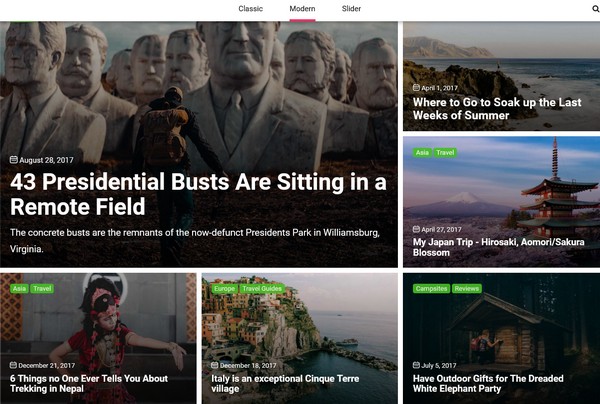 Classic Modern Slider
August 28, 2017
43 Presidential Busts Are Sitting in a
Remote Field
The concrete busts are the remnants of the now-defunct Presidents Park in Williamsburg,
Virginia.
April 1, 2017
Where to Go to Soak up the Last
Weeks of Summer
Asia Travel
April 27, 2017
My Japan Trip - Hirosaki, Aomori/Sakura
Blossom
Asia Travel
December 21, 2017
6 Things no One Ever Tells You About
Trekking in Nepal
Europe Travel Guides
December 18, 2017
Italy is an exceptional Cinque Terre
village
Campsites Reviews
July 5, 2017
Have Outdoor Gifts for The Dreaded
White Elephant Party